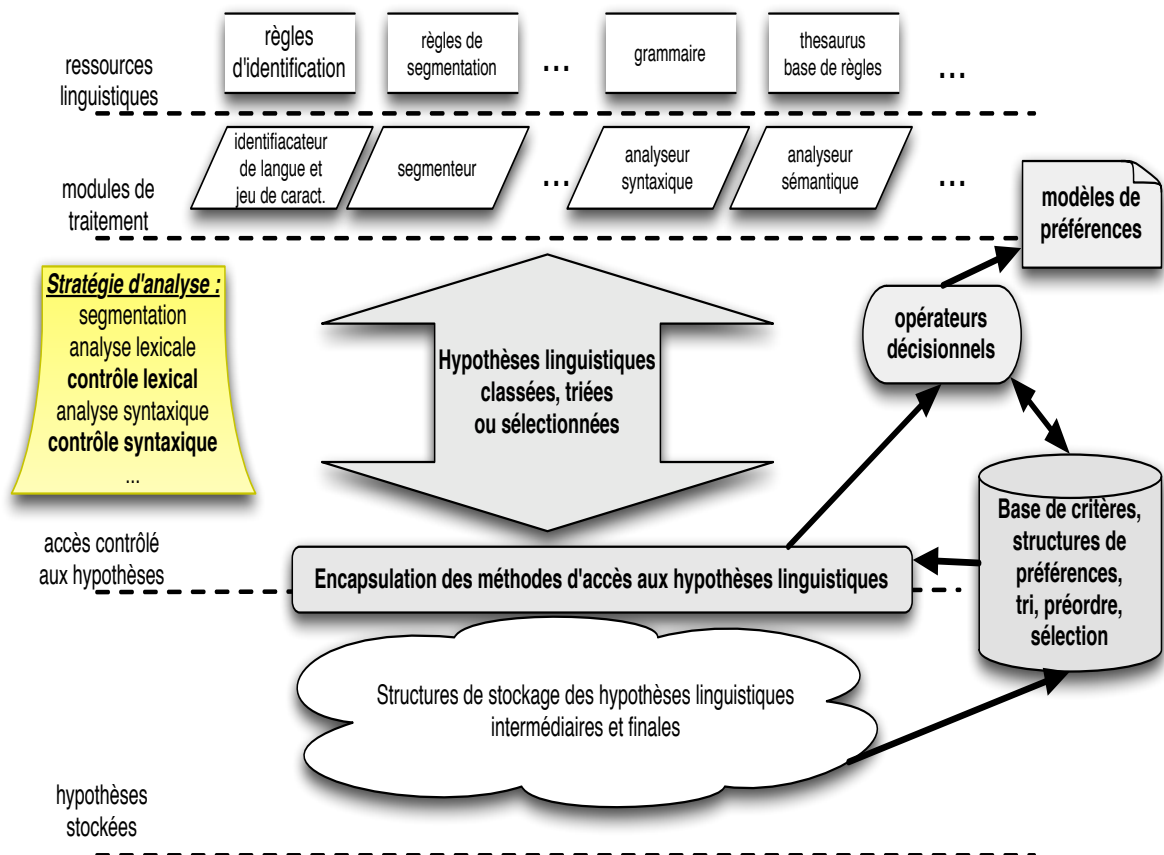 ressources
linguistiques
règles
d'identification
règles de
segmentation
...
grammaire
thesaurus
base de règles
...
modules de
traitement
identifiacateur
de langue et
jeu de caract.
segmenteur
...
analyseur
syntaxique
analyseur
sémantique
...
modèles de
préférences
Stratégie d'analyse :
segmentation
analyse lexicale
contrôle lexical
analyse syntaxique
contrôle syntaxique
...
Hypothèses linguistiques
classées, triées
ou sélectionnées
opérateurs
décisionnels
Base de critères,
structures de
préférences,
tri, préordre,
sélection
accès contrôlé
aux hypothèses
Encapsulation des méthodes d'accès aux hypothèses linguistiques
Structures de stockage des hypothèses linguistiques
intermédiaires et finales
hypothèses
stockées